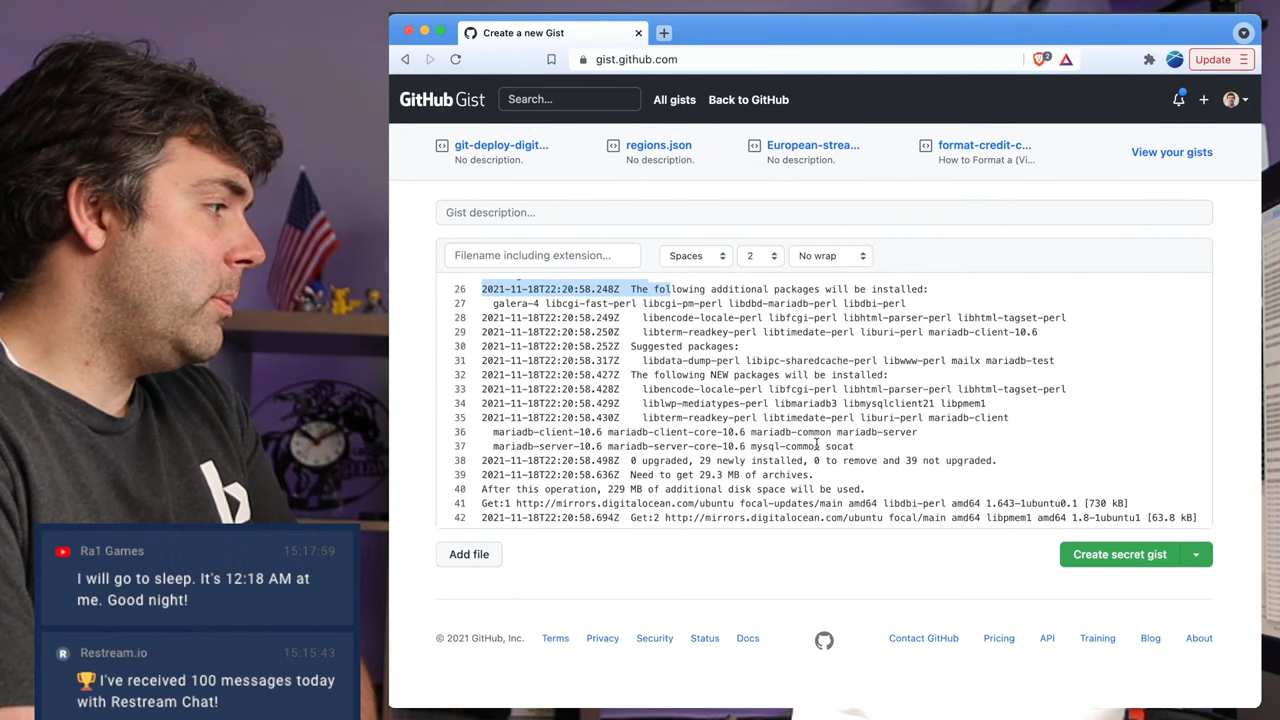 Create a new Gist
gist.github.com
2
Update
GitHub Gist
Search...
All gists
Back to GitHub
git-deploy-digit...
No description.
regions.json
No description.
European-strea...
No description.
format-credit-c...
How to Format a (Vi...
View your gists
Gist description...
Filename including extension...
Spaces
2
No wrap
26 2021-11-18T22:20:58.248Z The following additional packages will be installed:
27 galera-4 libcgi-fast-perl libcgi-pm-perl libdbd-mariadb-perl libdbi-perl
28 2021-11-18T22:20:58.249Z libencode-locale-perl libfcgi-perl libhtml-parser-perl libhtml-tagset-perl
29 2021-11-18T22:20:58.250Z libterm-readkey-perl libtimedate-perl liburi-perl mariadb-client-10.6
30 2021-11-18T22:20:58.252Z Suggested packages:
31 2021-11-18T22:20:58.317Z libdata-dump-perl libipc-sharedcache-perl libwww-perl mailx mariadb-test
32 2021-11-18T22:20:58.427Z The following NEW packages will be installed:
33 2021-11-18T22:20:58.428Z libencode-locale-perl libfcgi-perl libhtml-parser-perl libhtml-tagset-perl
34 2021-11-18T22:20:58.429Z liblwp-mediatypes-perl libmariadb3 libmysqlclient21 libpmem1
35 2021-11-18T22:20:58.430Z libterm-readkey-perl libtimedate-perl liburi-perl mariadb-client
36 mariadb-client-10.6 mariadb-client-core-10.6 mariadb-common mariadb-server
37 mariadb-server-10.6 mariadb-server-core-10.6 mysql-common socat
38 2021-11-18T22:20:58.498Z 0 upgraded, 29 newly installed, 0 to remove and 39 not upgraded.
39 2021-11-18T22:20:58.636Z Need to get 29.3 MB of archives.
40 After this operation, 229 MB of additional disk space will be used.
41 Get:1 http://mirrors.digitalocean.com/ubuntu focal-updates/main amd64 libdbi-perl amd64 1.643-1ubuntu0.1 [730 kB]
42 2021-11-18T22:20:58.694Z Get:2 http://mirrors.digitalocean.com/ubuntu focal/main amd64 libpmem1 amd64 1.8-1ubuntu1 [63.8 kB]
Add file
Create secret gist
© 2021 GitHub, Inc.
Terms
Privacy
Security
Status
Docs
Contact GitHub
Pricing
API
Training
Blog
About
Ra1 Games
15:17:59
I will go to sleep. It's 12:18 AM at
me. Good night!
R
Restream.io
15:15:43
🏆 I've received 100 messages today
with Restream Chat!